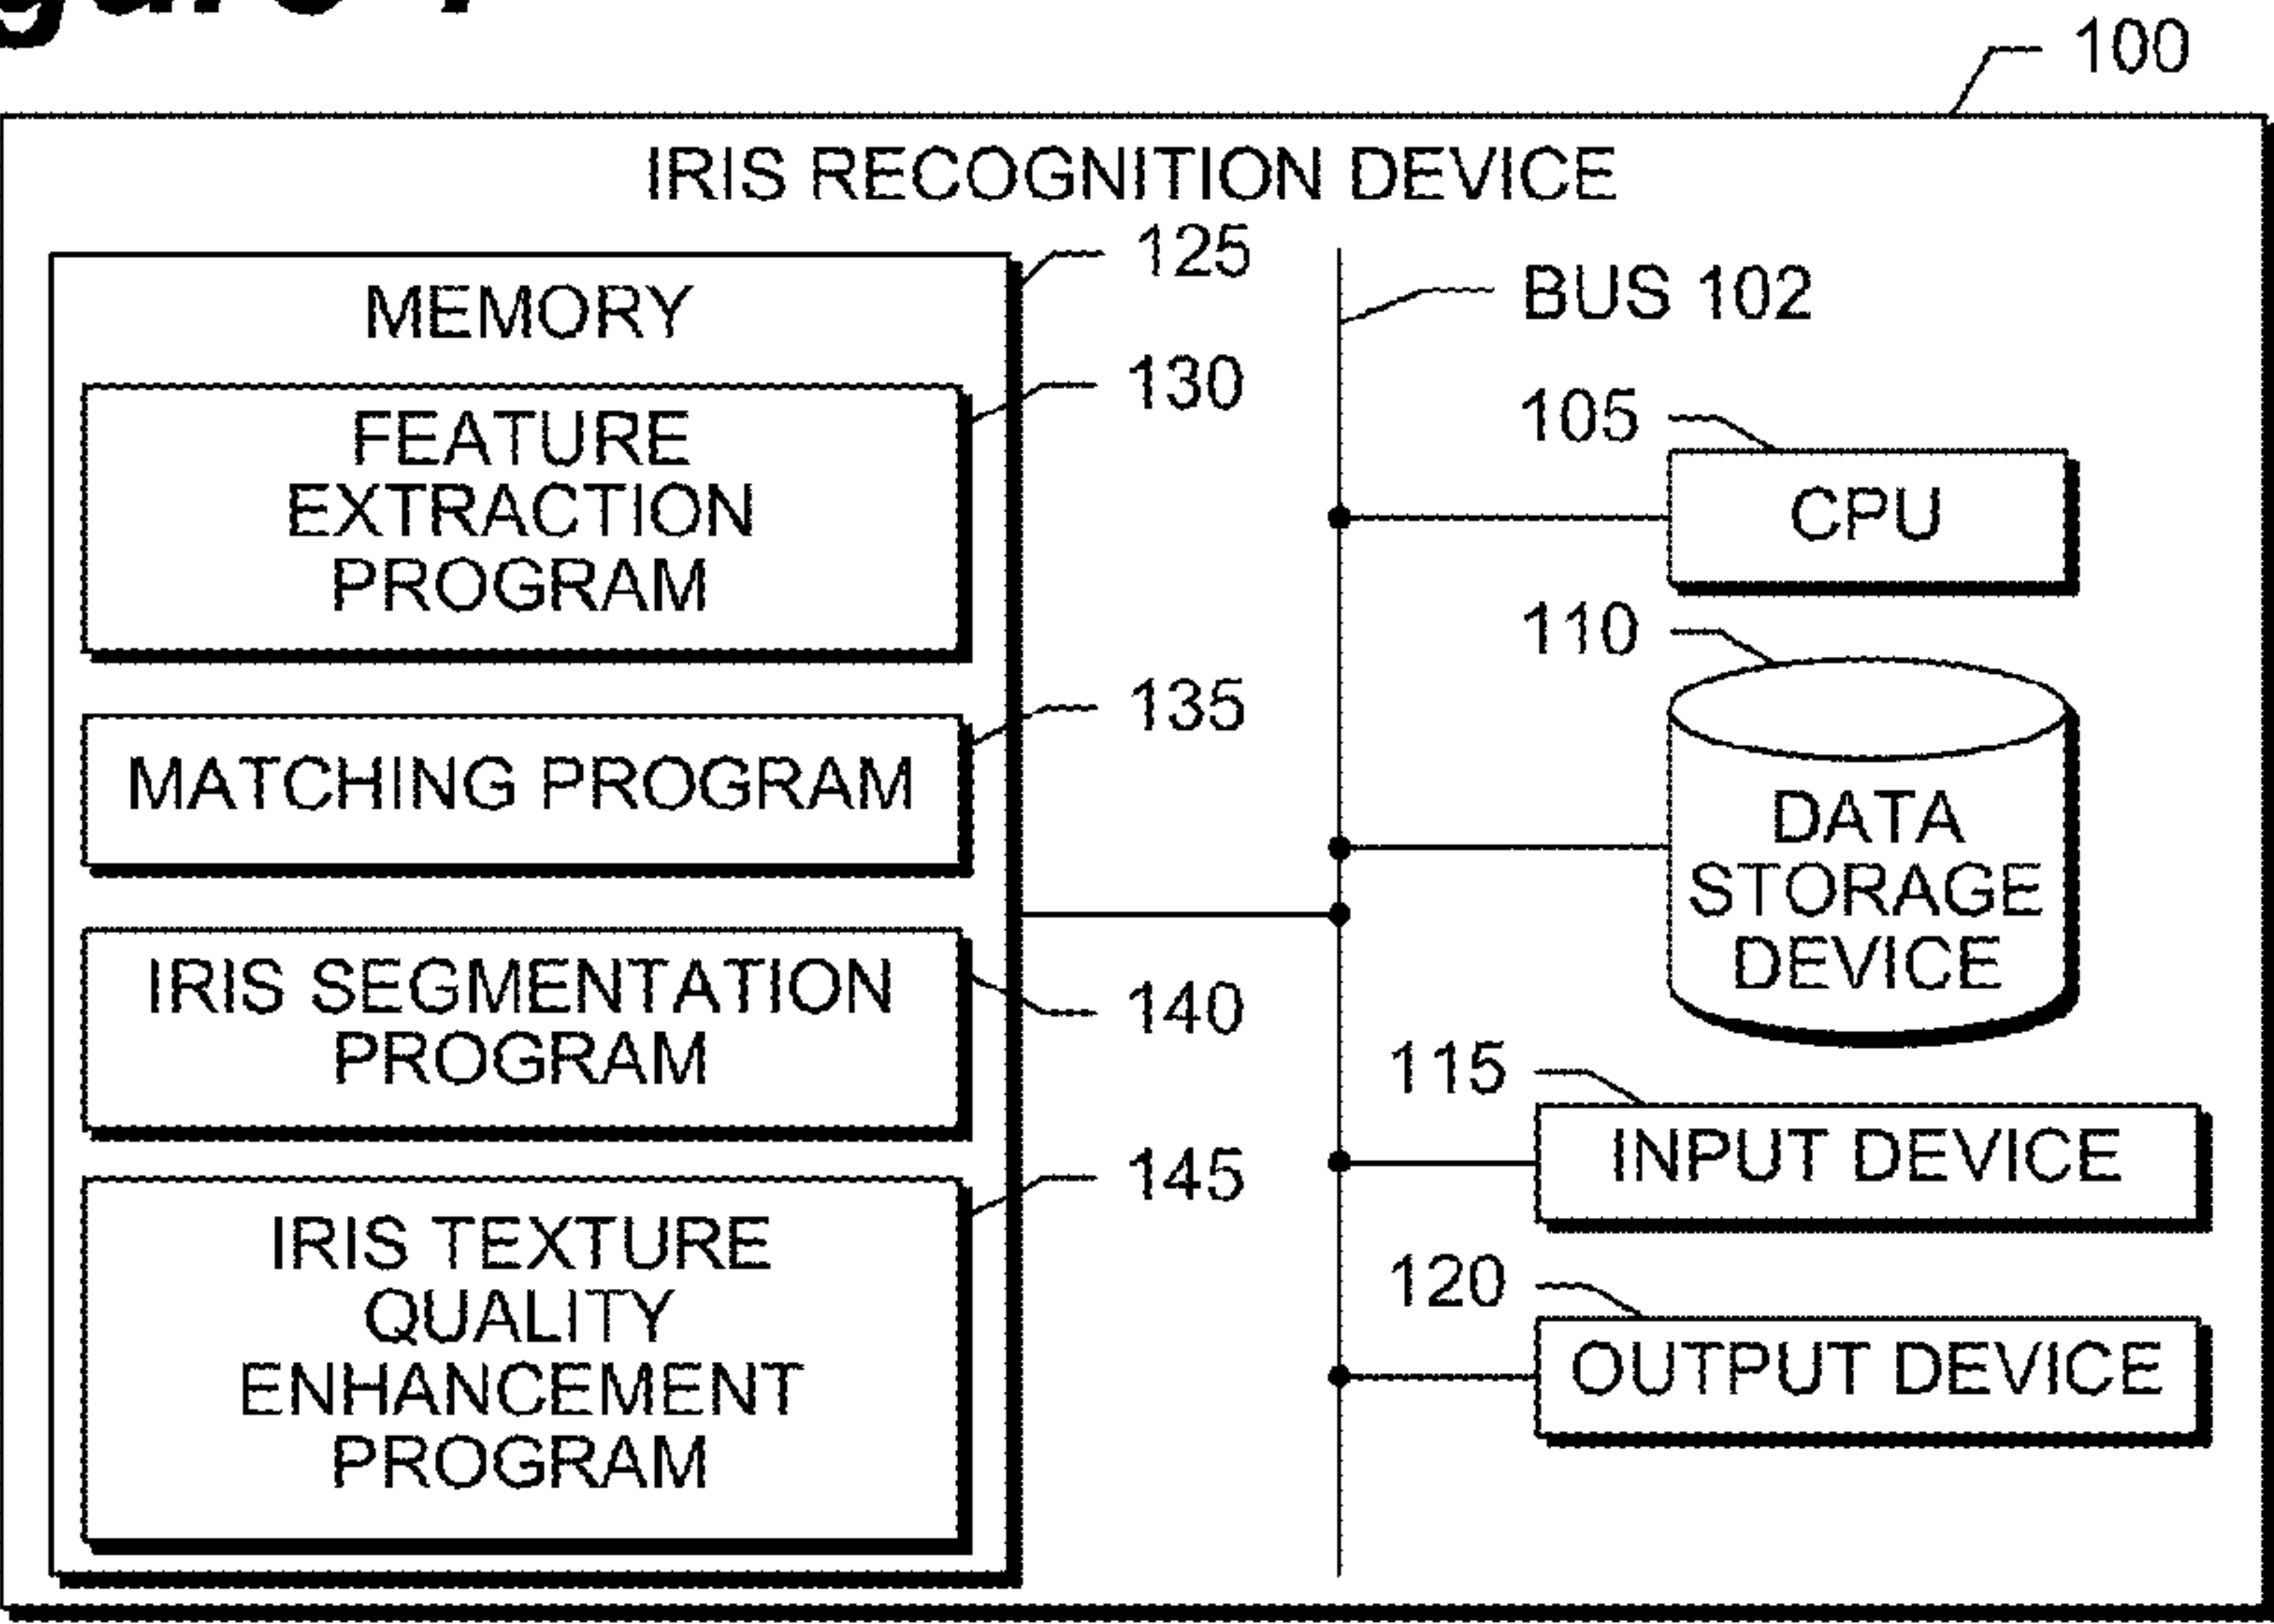 100
IRIS RECOGNITION DEVICE
125
MEMORY
130
FEATURE
EXTRACTION
PROGRAM
135
MATCHING PROGRAM
IRIS SEGMENTATION
PROGRAM
140
145
IRIS TEXTURE
QUALITY
ENHANCEMENT
PROGRAM
BUS 102
105
CPU
110
DATA
STORAGE
DEVICE
115
INPUT DEVICE
120
OUTPUT DEVICE